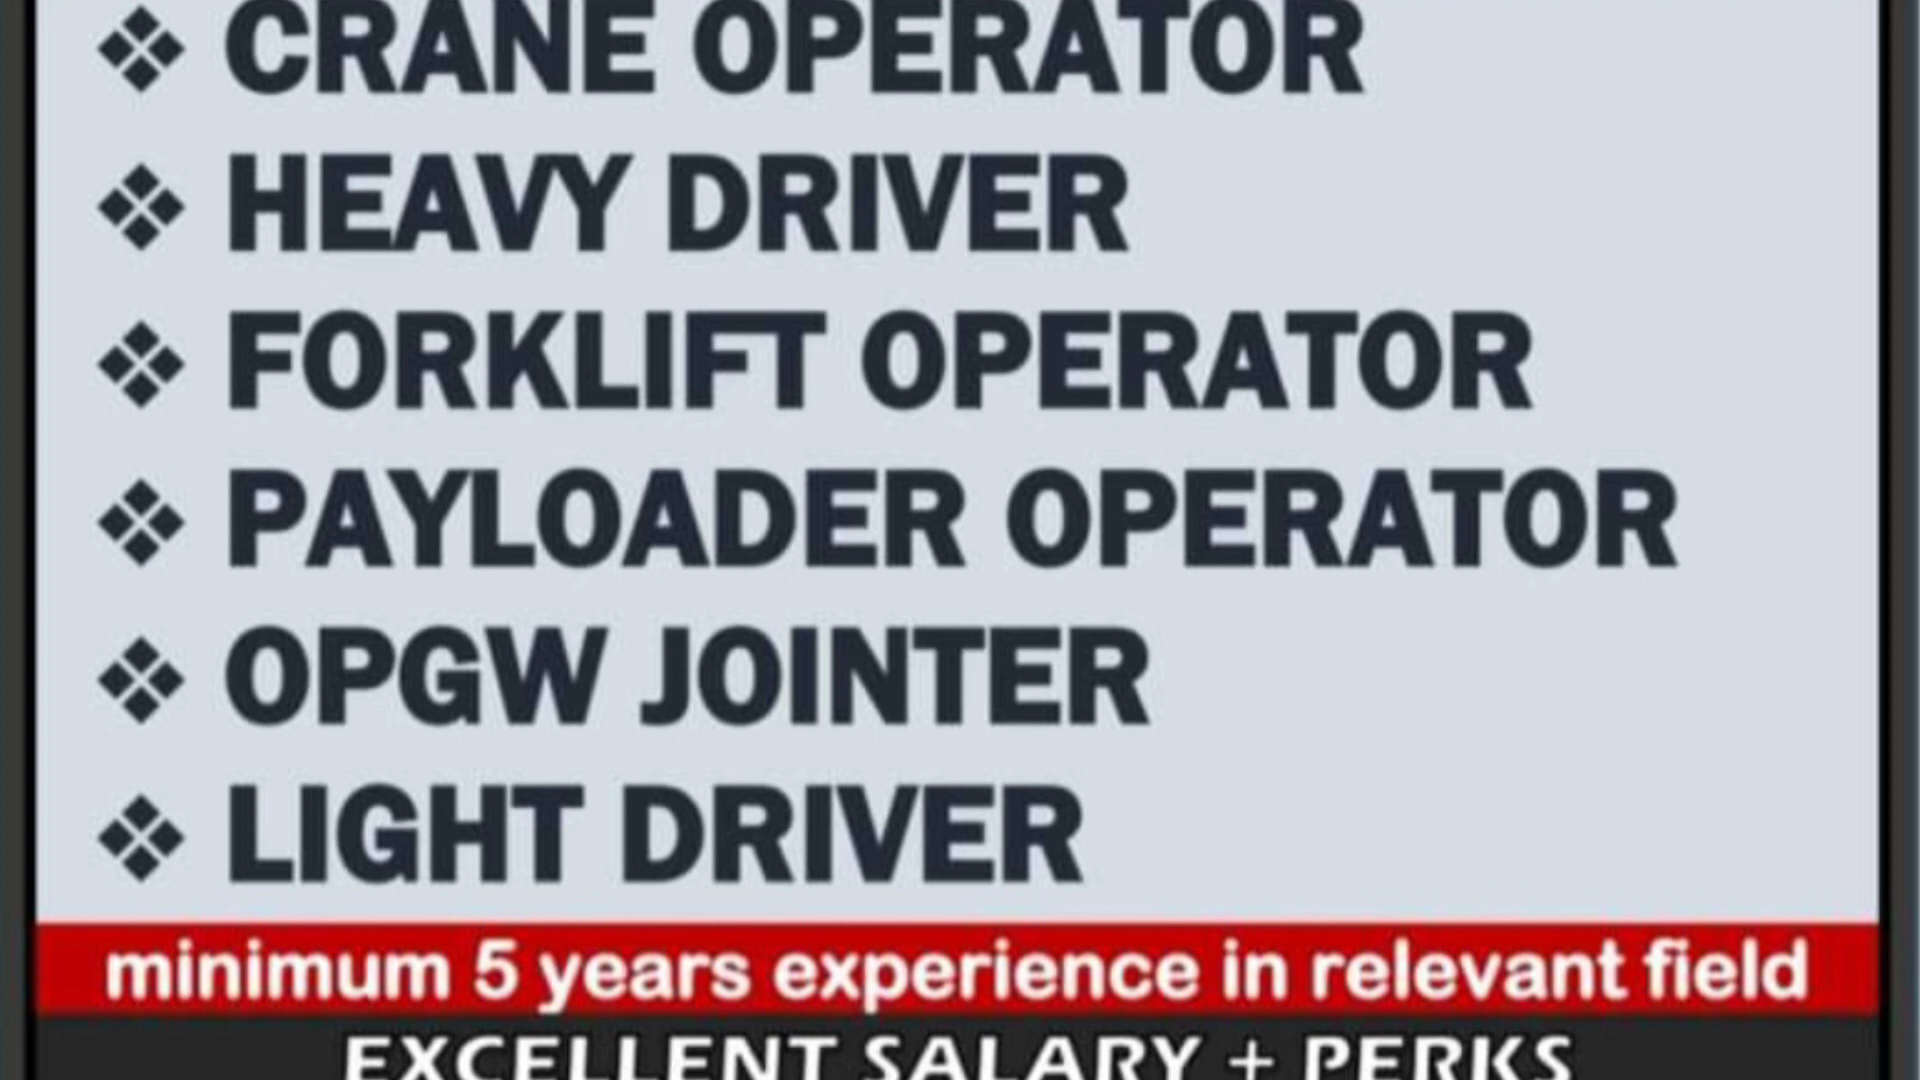 ❖ CRANE OPERATOR
❖ HEAVY DRIVER
❖ FORKLIFT OPERATOR
❖ PAYLOADER OPERATOR
❖ OPGW JOINTER
❖ LIGHT DRIVER
minimum 5 years experience in relevant field
EXCELLENT SALARY + PERKS